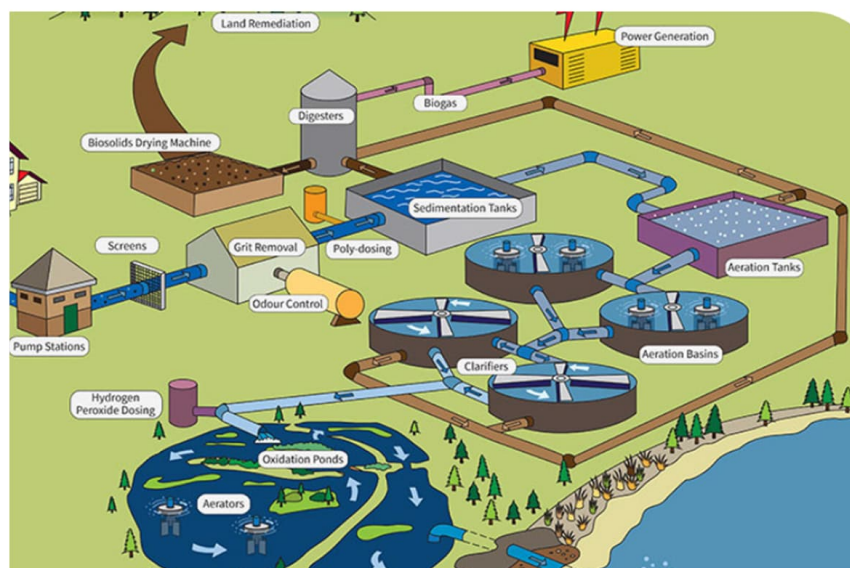 Land Remediation
Power Generation
Biogas
Digesters
Biosolids Drying Machine
Sedimentation Tanks
Screens
Grit Removal
Poly-dosing
Aeration Tanks
Odour Control
Pump Stations
Aeration Basins
Clarifiers
Hydrogen
Peroxide Dosing
Oxidation Ponds
Aerators